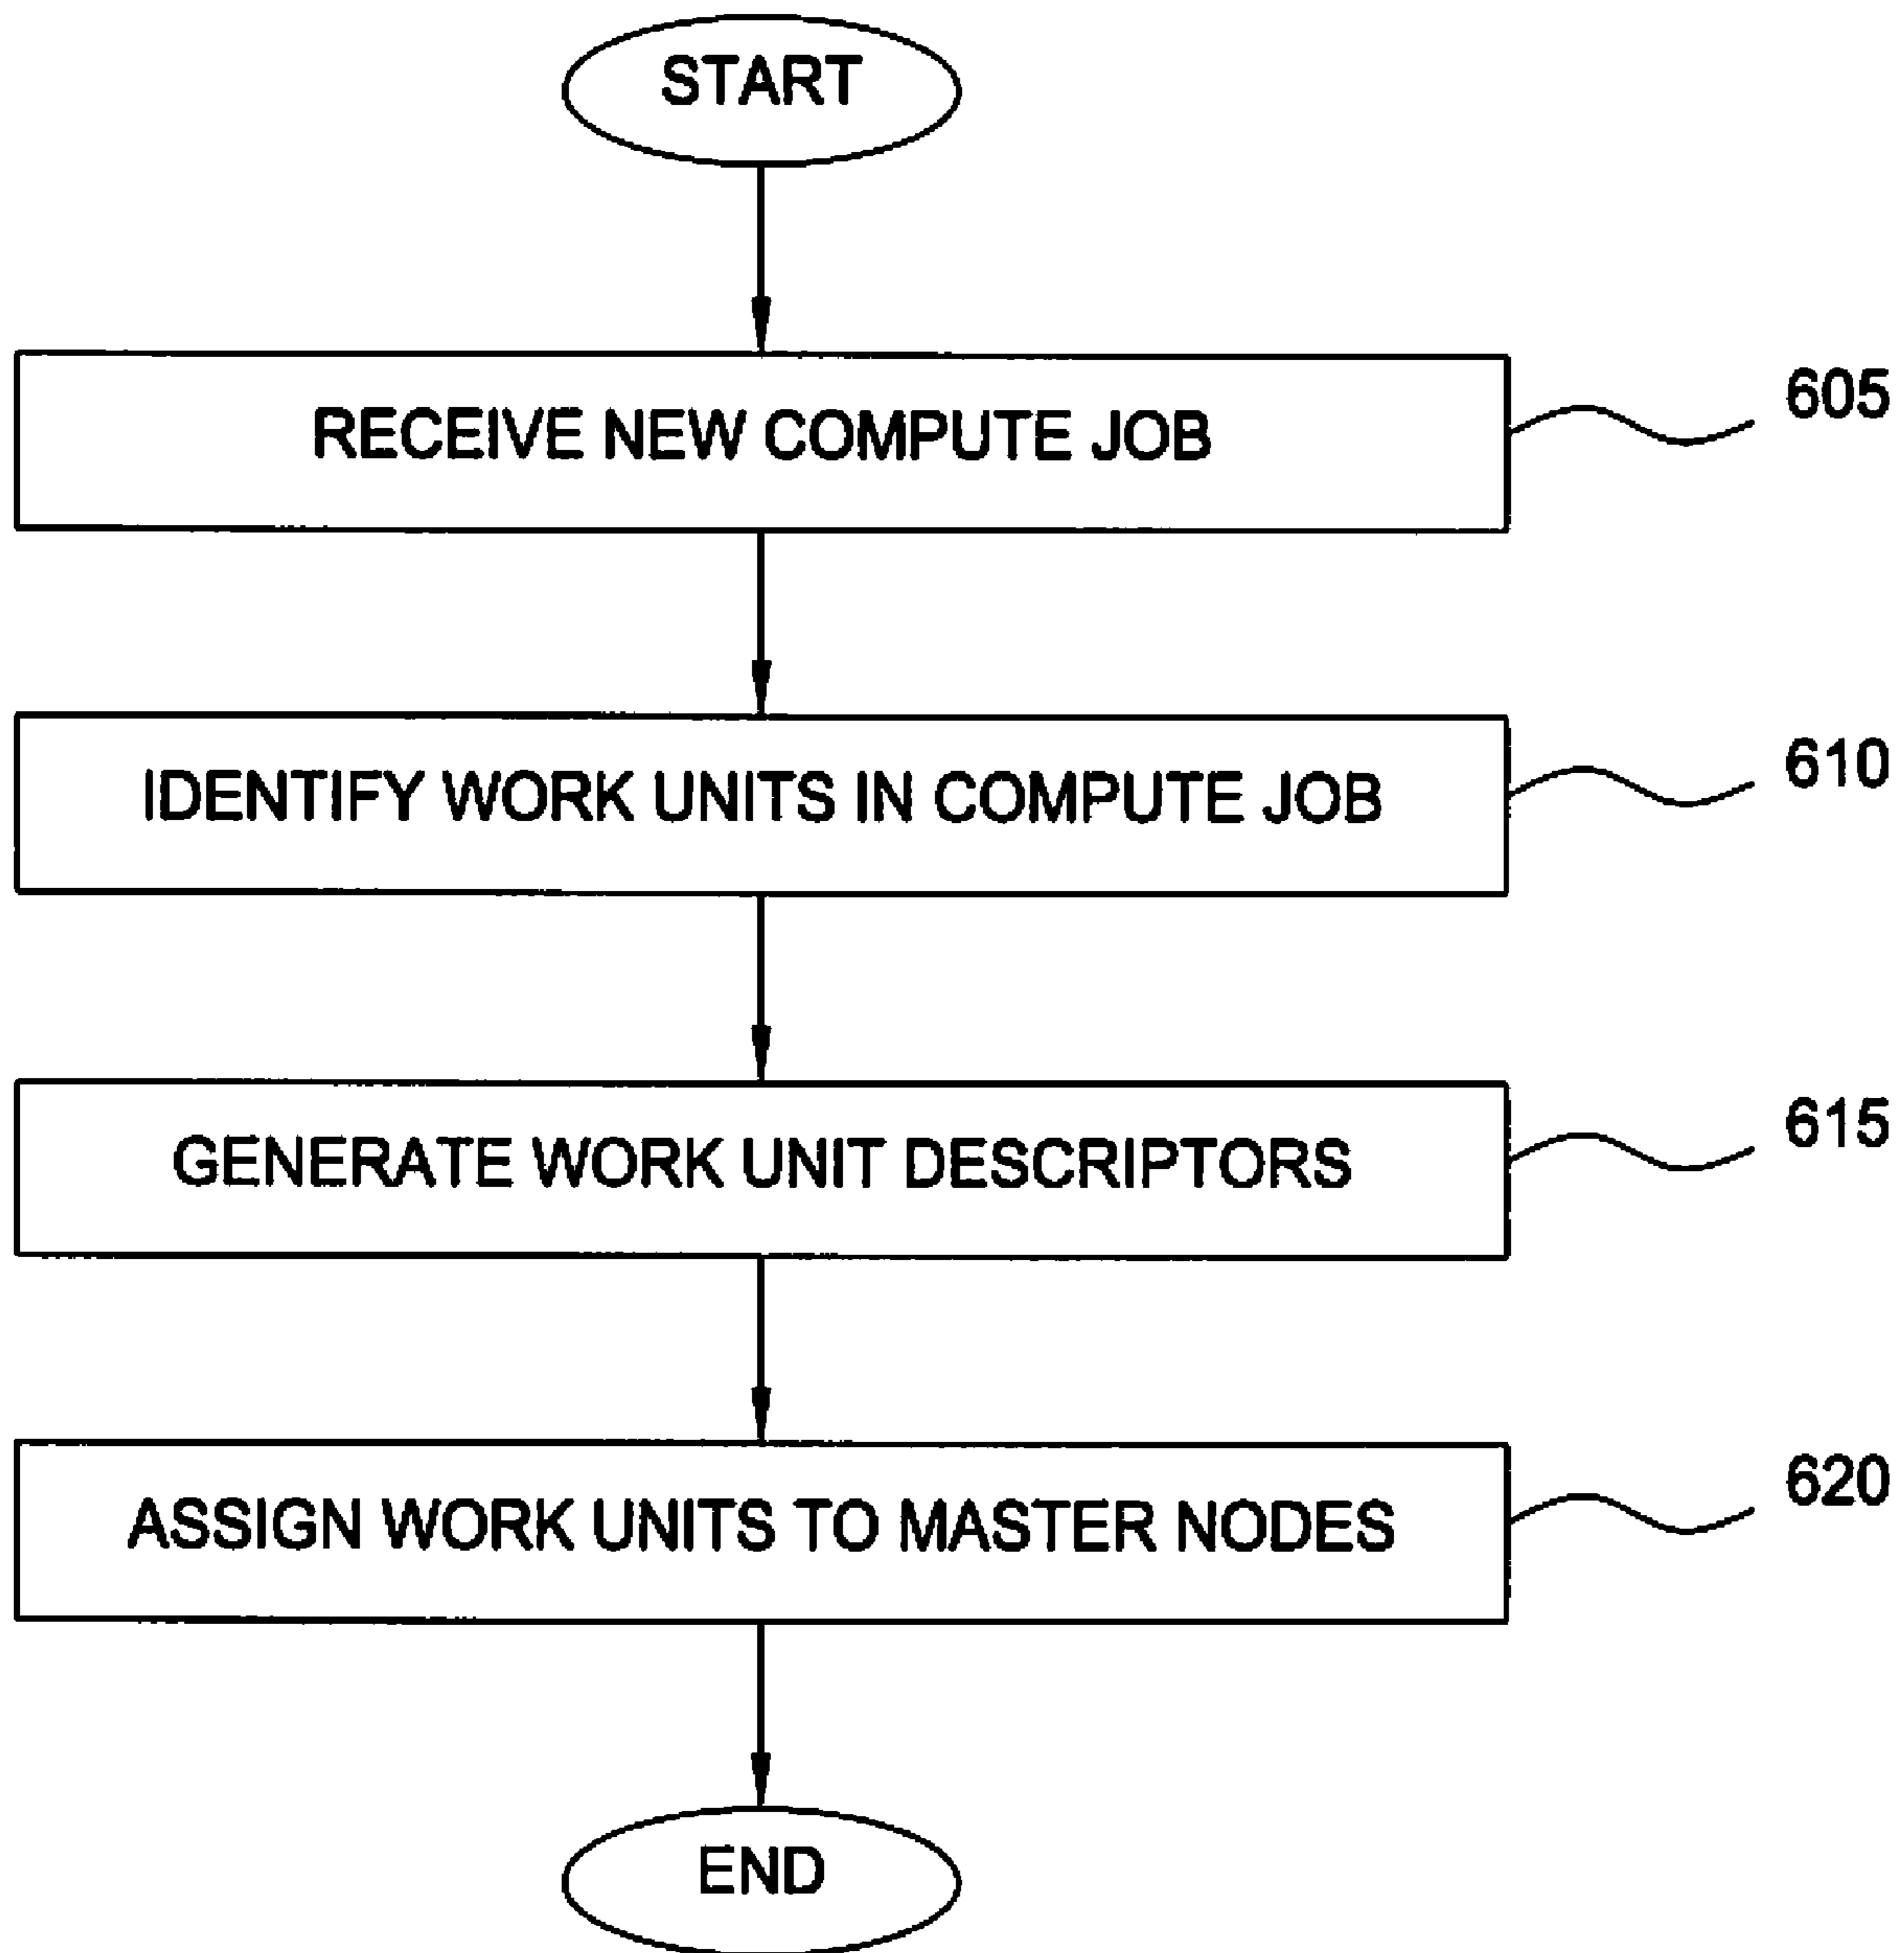 START
RECEIVE NEW COMPUTE JOB
605
IDENTIFY WORK UNITS IN COMPUTE JOB
610
GENERATE WORK UNIT DESCRIPTORS
615
ASSIGN WORK UNITS TO MASTER NODES
620
END